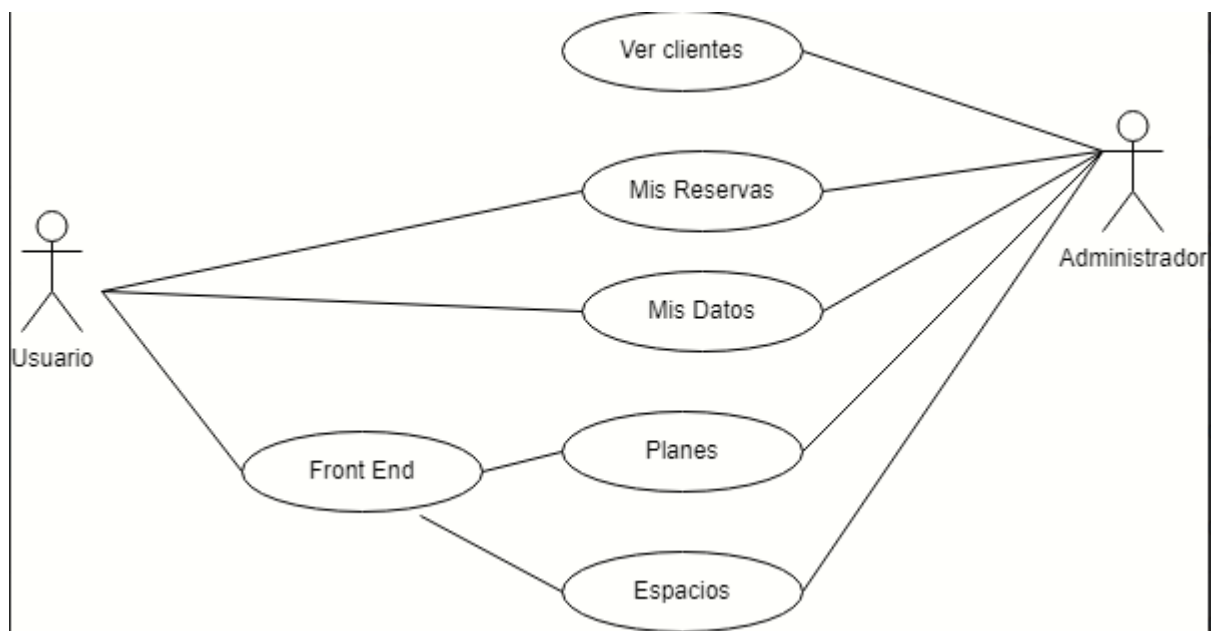 Ver clientes
Mis Reservas
Administrador
Mis Datos
Usuario
Planes
Front End
Espacios